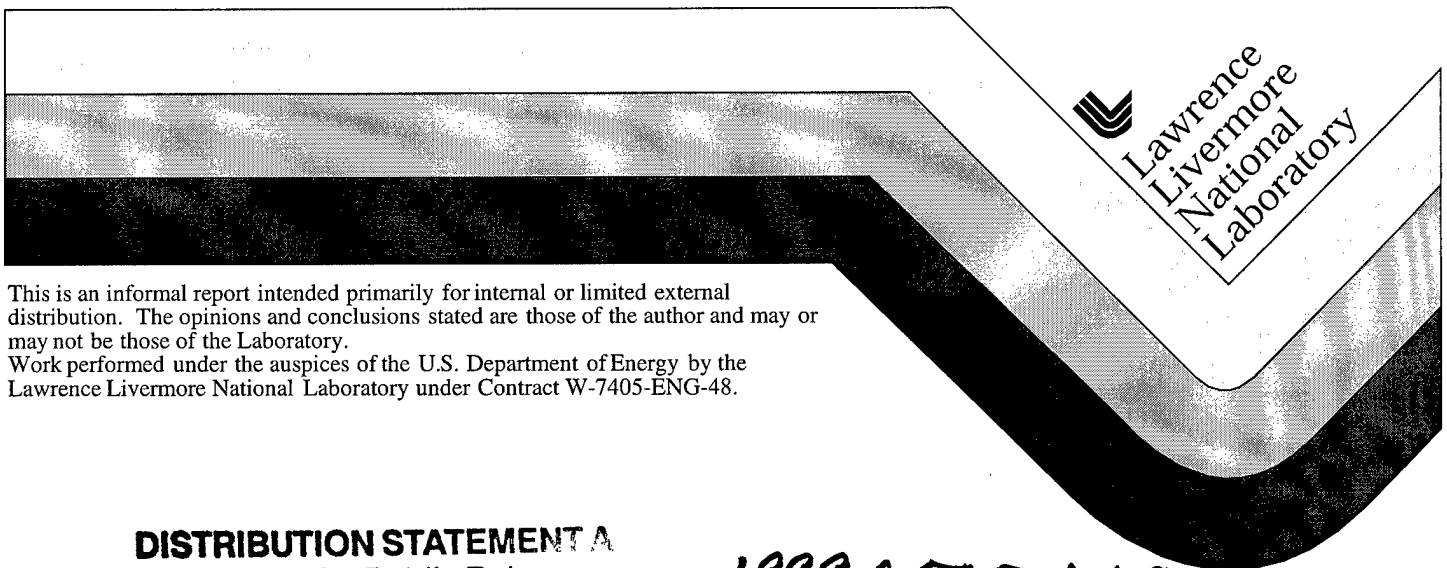 Lawrence
Livermore
National
Laboratory
This is an informal report intended primarily for internal or limited external
distribution. The opinions and conclusions stated are those of the author and may or
may not be those of the Laboratory.
Work performed under the auspices of the U.S. Department of Energy by the
Lawrence Livermore National Laboratory under Contract W-7405-ENG-48.
DISTRIBUTION STATEMENT A